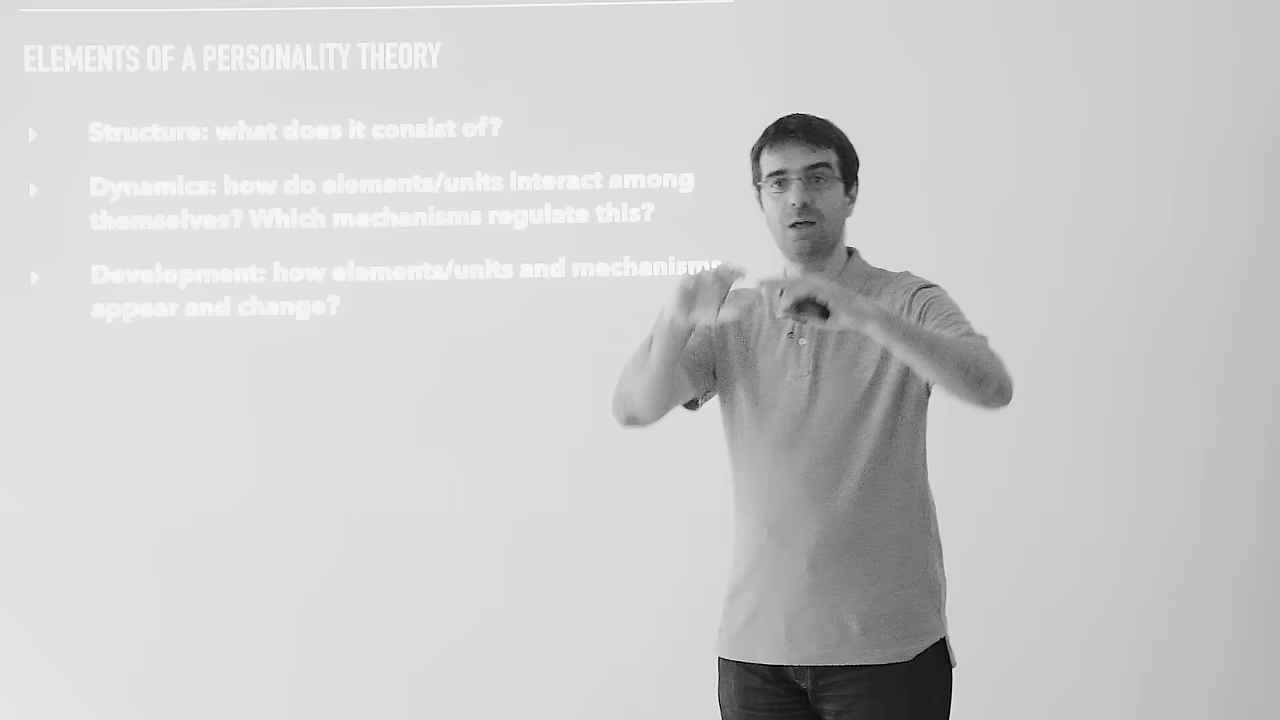 ELEMENTS OF A PERSONALITY THEORY
Structure: what does it consist of?
Dynamics: how do elements/units interact among
themselves? Which mechanisms regulate this?
Development: how elements/units and mechanisms
appear and change?